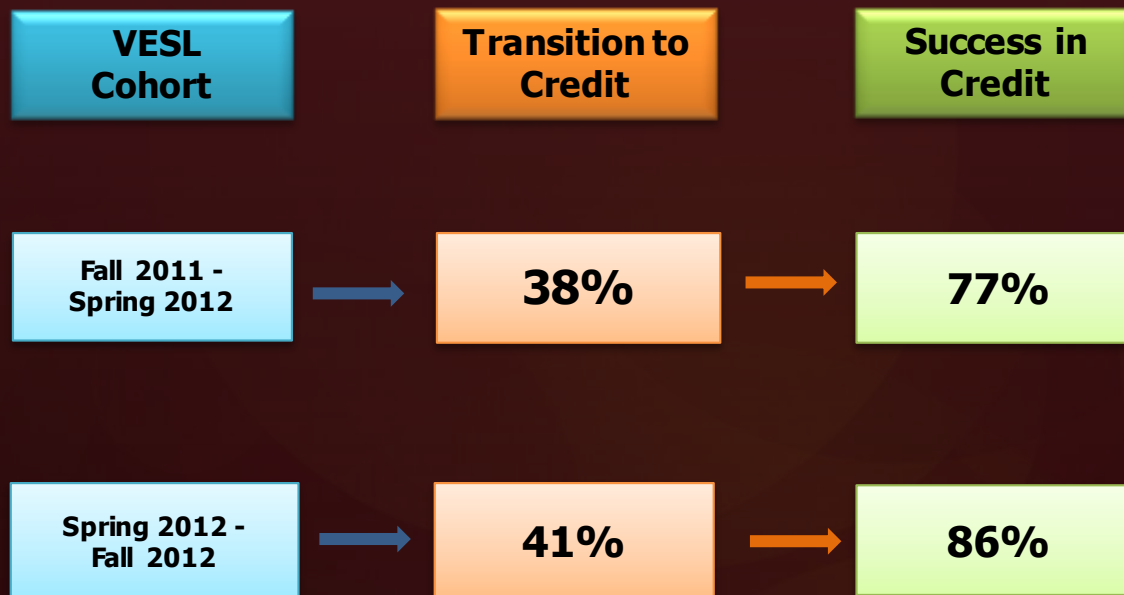 VESL
Cohort
Transition to
Credit
Success in
Credit
Fall 2011 -
Spring 2012
38%
77%
Spring 2012 -
Fall 2012
41%
86%